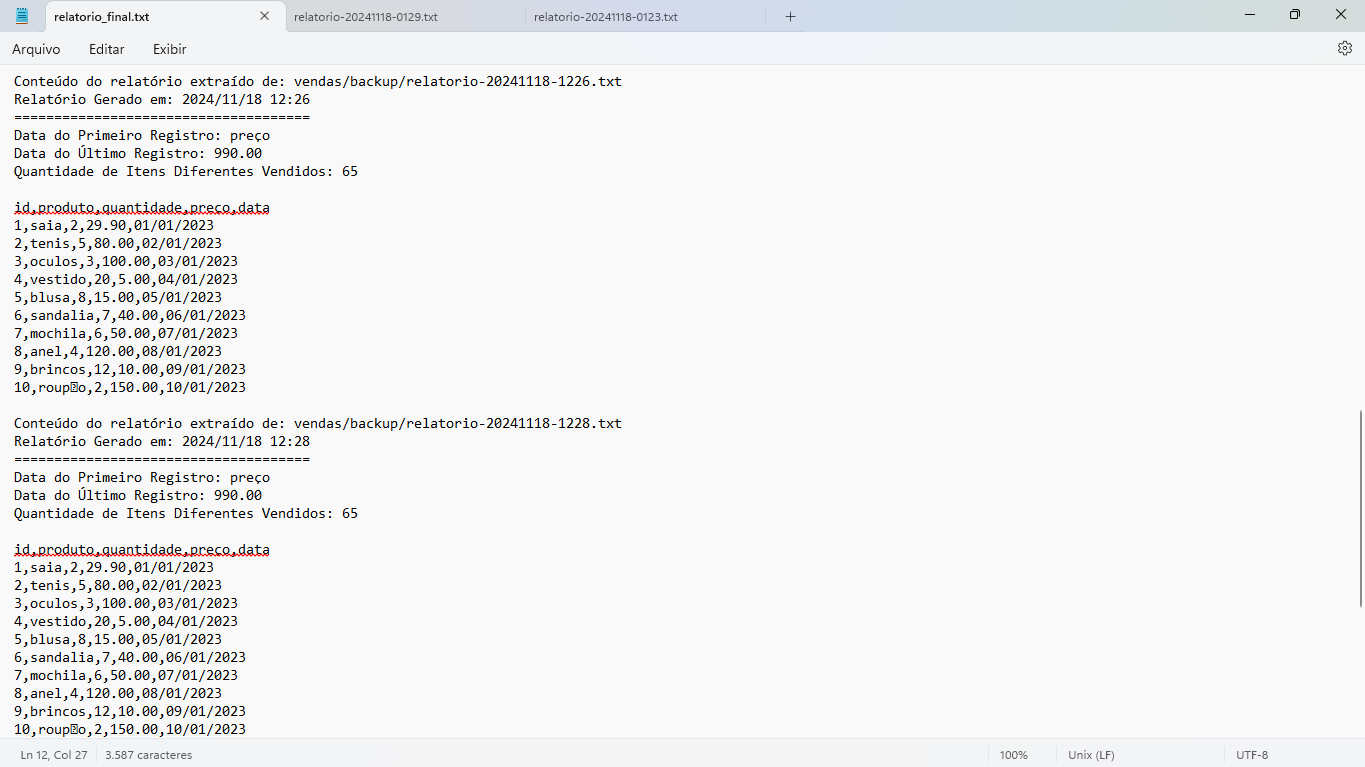 relatorio_final.txt
relatorio-20241118-0129.txt
relatorio-20241118-0123.txt
Arquivo Editar Exibir
Conteúdo do relatório extraído de: vendas/backup/relatorio-20241118-1226.txt
Relatório Gerado em: 2024/11/18 12:26
=====================================
Data do Primeiro Registro: preço
Data do Último Registro: 990.00
Quantidade de Itens Diferentes Vendidos: 65
id,produto,quantidade,preço,data
1,saia,2,29.90,01/01/2023
2,tenis,5,80.00,02/01/2023
3,oculos,3,100.00,03/01/2023
4,vestido,20,5.00,04/01/2023
5,blusa,8,15.00,05/01/2023
6,sandalia,7,40.00,06/01/2023
7,mochila,6,50.00,07/01/2023
8,anel,4,120.00,08/01/2023
9,brincos,12,10.00,09/01/2023
10,roup�o,2,150.00,10/01/2023
Conteúdo do relatório extraído de: vendas/backup/relatorio-20241118-1228.txt
Relatório Gerado em: 2024/11/18 12:28
=====================================
Data do Primeiro Registro: preço
Data do Último Registro: 990.00
Quantidade de Itens Diferentes Vendidos: 65
id,produto,quantidade,preço,data
1,saia,2,29.90,01/01/2023
2,tenis,5,80.00,02/01/2023
3,oculos,3,100.00,03/01/2023
4,vestido,20,5.00,04/01/2023
5,blusa,8,15.00,05/01/2023
6,sandalia,7,40.00,06/01/2023
7,mochila,6,50.00,07/01/2023
8,anel,4,120.00,08/01/2023
9,brincos,12,10.00,09/01/2023
10,roup�o,2,150.00,10/01/2023
Ln 12, Col 27 3.587 caracteres 100% Unix (LF) UTF-8